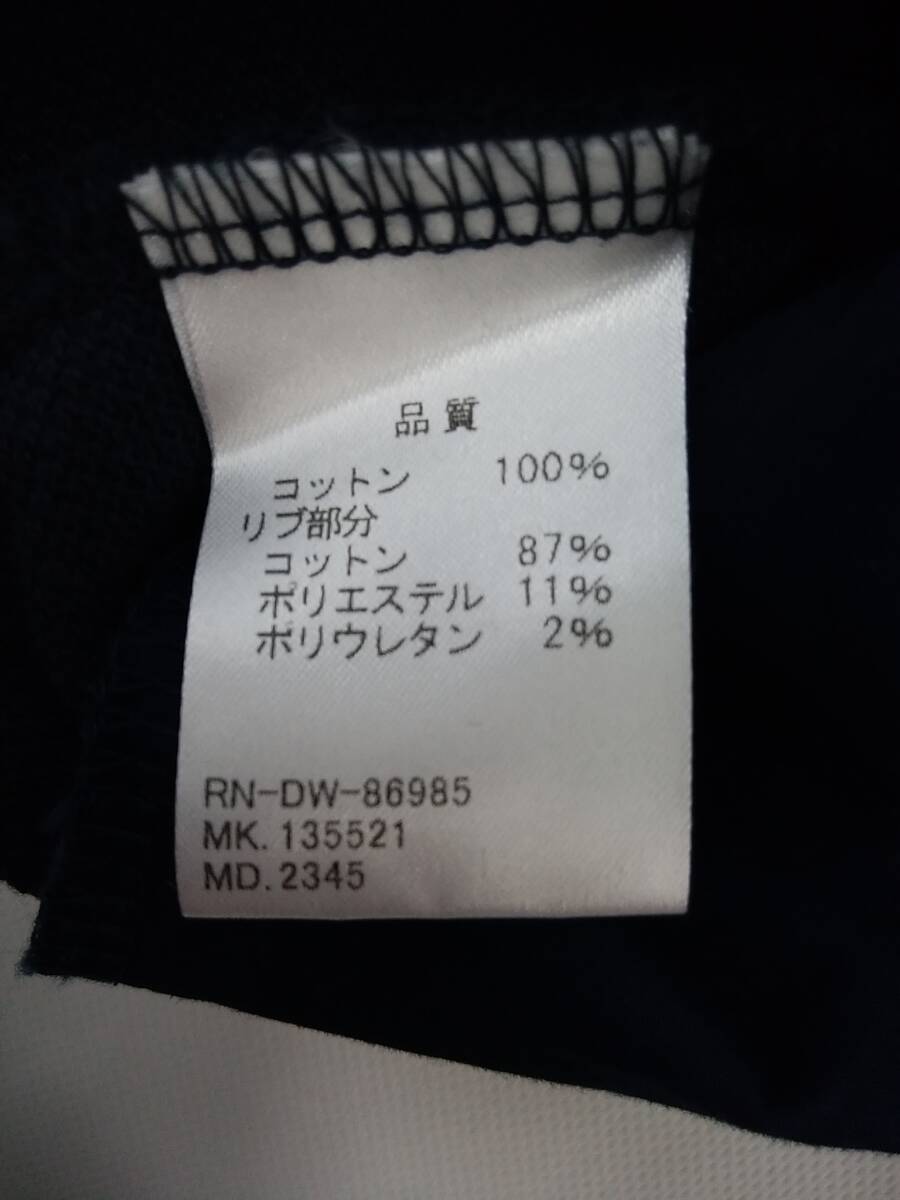 品質
コットン 100%
リブ部分
コットン 87%
ポリエステル 11%
ポリウレタン 2%
RN-DW-86985
MK. 135521
MD. 2345